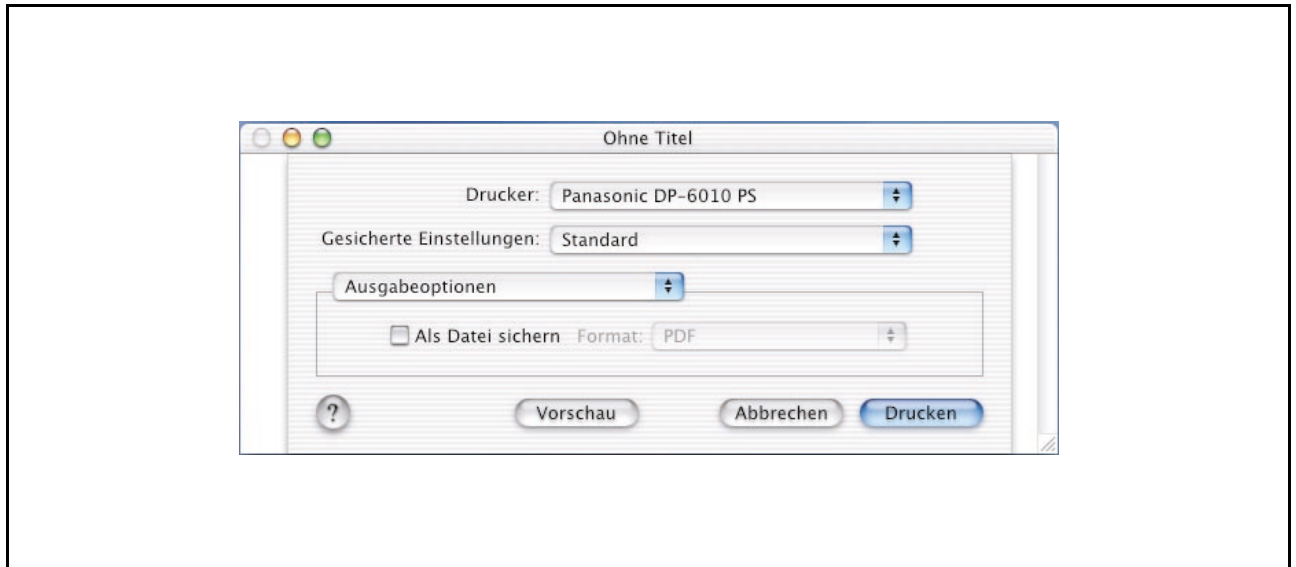 Ohne Titel
Drucker: Panasonic DP-6010 PS
Gesicherte Einstellungen: Standard
Ausgabeoptionen
Als Datei sichern Format: PDF
? Vorschau Abbrechen Drucken